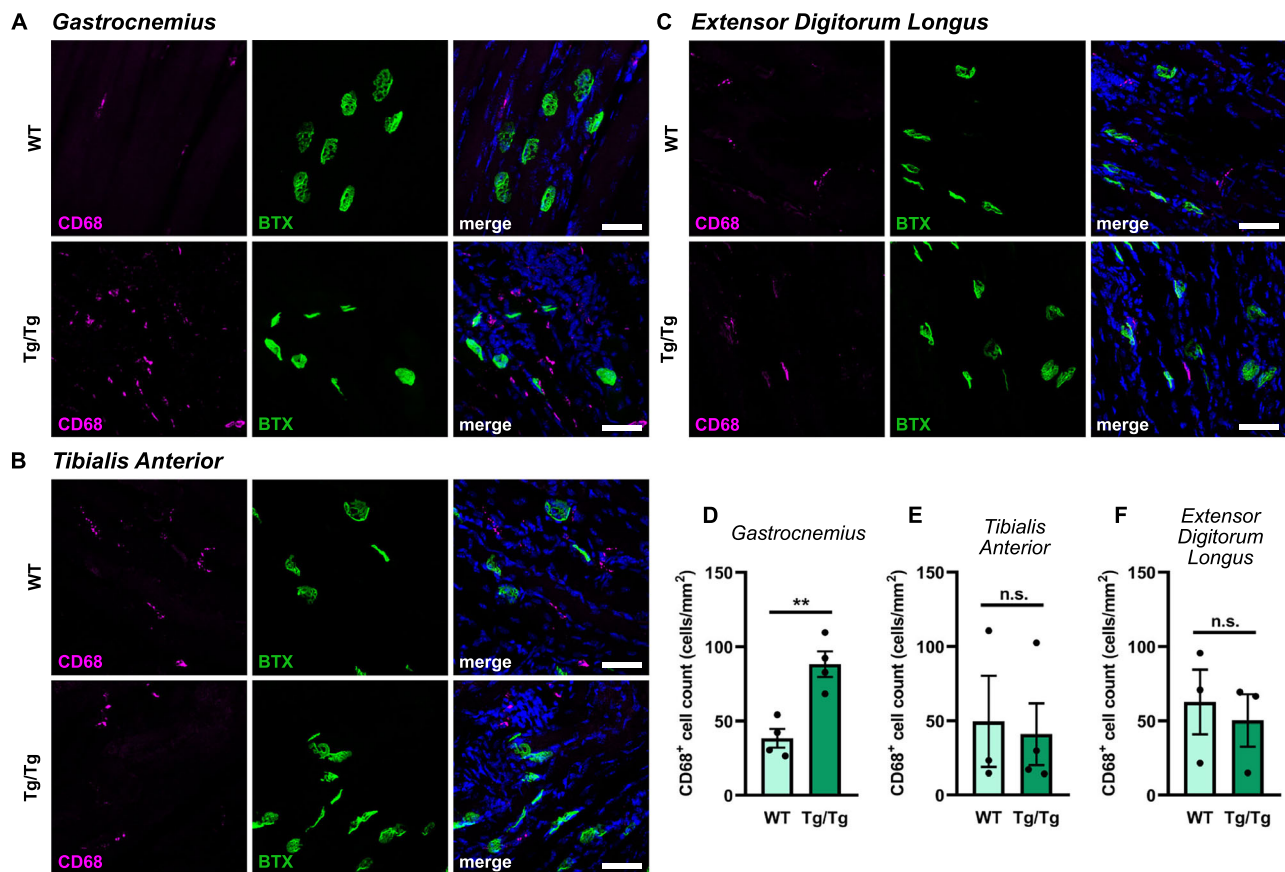 A Gastrocnemius
WT
CD68
BTX
merge
Tg/Tg
CD68
BTX
merge
B Tibialis Anterior
WT
CD68
BTX
merge
Tg/Tg
CD68
BTX
merge
C Extensor Digitorum Longus
WT
CD68
BTX
merge
Tg/Tg
CD68
BTX
merge
D Gastrocnemius
CD68+ cell count (cells/mm2)
150
100
50
0
**
WT Tg/Tg
E Tibialis
Anterior
CD68+ cell count (cells/mm2)
150
100
50
0
n.s.
WT Tg/Tg
F Extensor
Digitorum
Longus
CD68+ cell count (cells/mm2)
150
100
50
0
n.s.
WT Tg/Tg